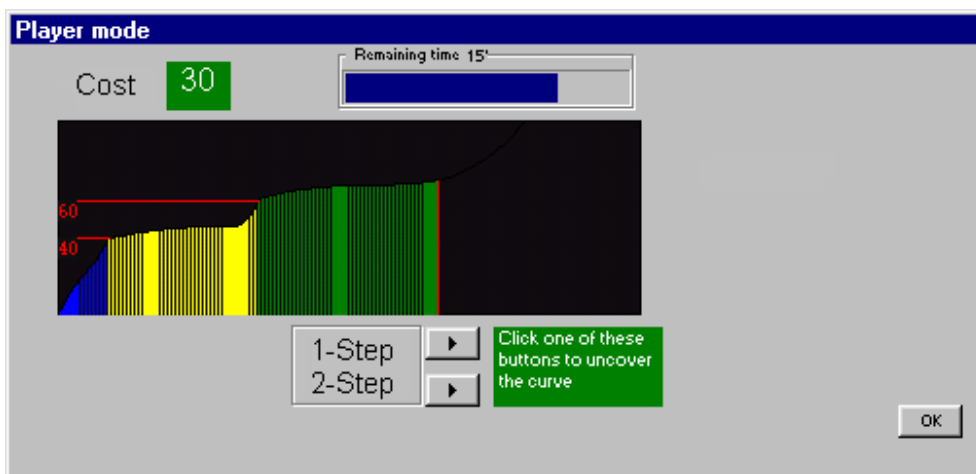 Player mode
Remaining time 15'
Cost 30
60
40
1-Step
2-Step
Click one of these
buttons to uncover
the curve
OK